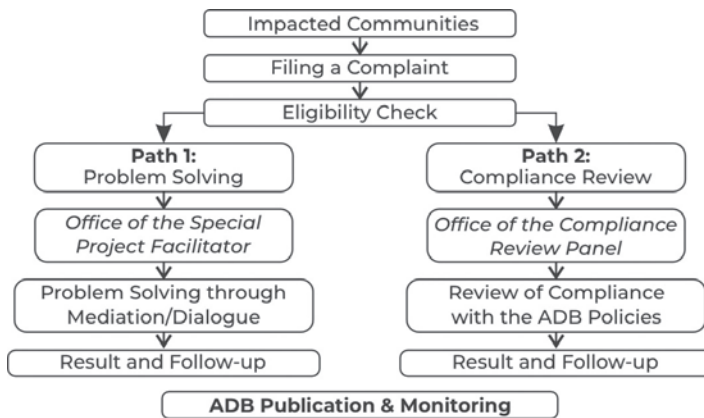 Impacted Communities
Filing a Complaint
Eligibility Check
Path 1:
Problem Solving
Office of the Special
Project Facilitator
Problem Solving through
Mediation/Dialogue
Result and Follow-up
Path 2:
Compliance Review
Office of the Compliance
Review Panel
Review of Compliance
with the ADB Policies
Result and Follow-up
ADB Publication & Monitoring